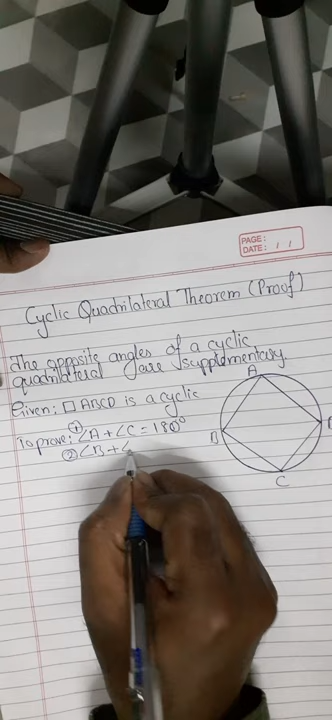 PAGE:
DATE: / /
Cyclic Quadrilateral Theorem (Proof)
The opposite angles of a cyclic
quadrilateral are supplementary.
Given: □ABCD is a cyclic
To prove: ① ∠A + ∠C = 180°
② ∠B + ∠
A
B
C